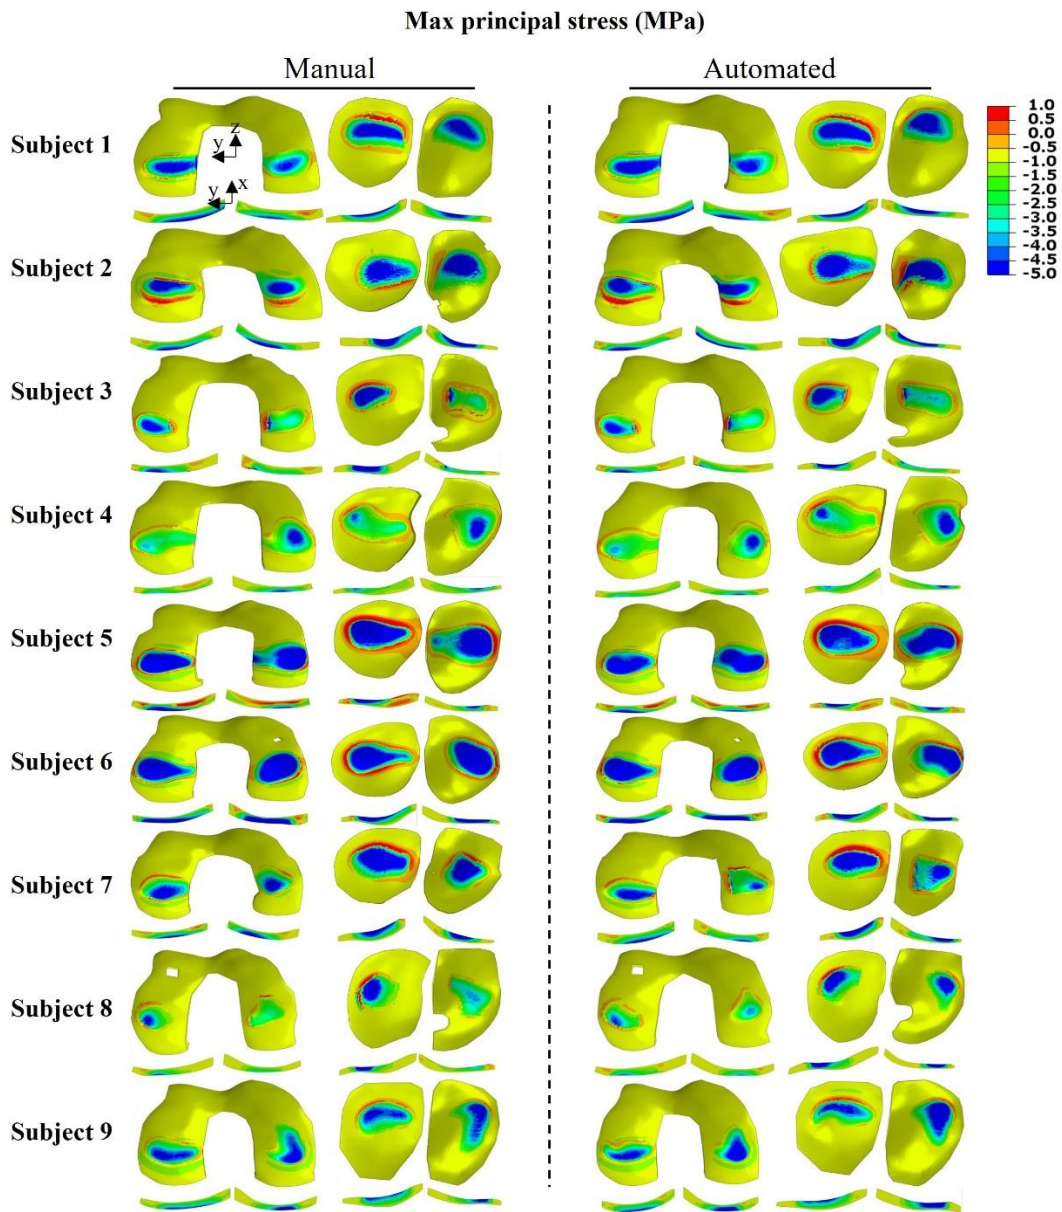 Max principal stress (MPa)
Manual
Automated
Subject 1
z
y
x
y
1.0
0.5
-0.5
-1.0
-1.5
-2.0
-2.5
-3.0
-3.5
-4.0
-4.5
-5.0
Subject 2
Subject 3
Subject 4
Subject 5
Subject 6
Subject 7
Subject 8
Subject 9